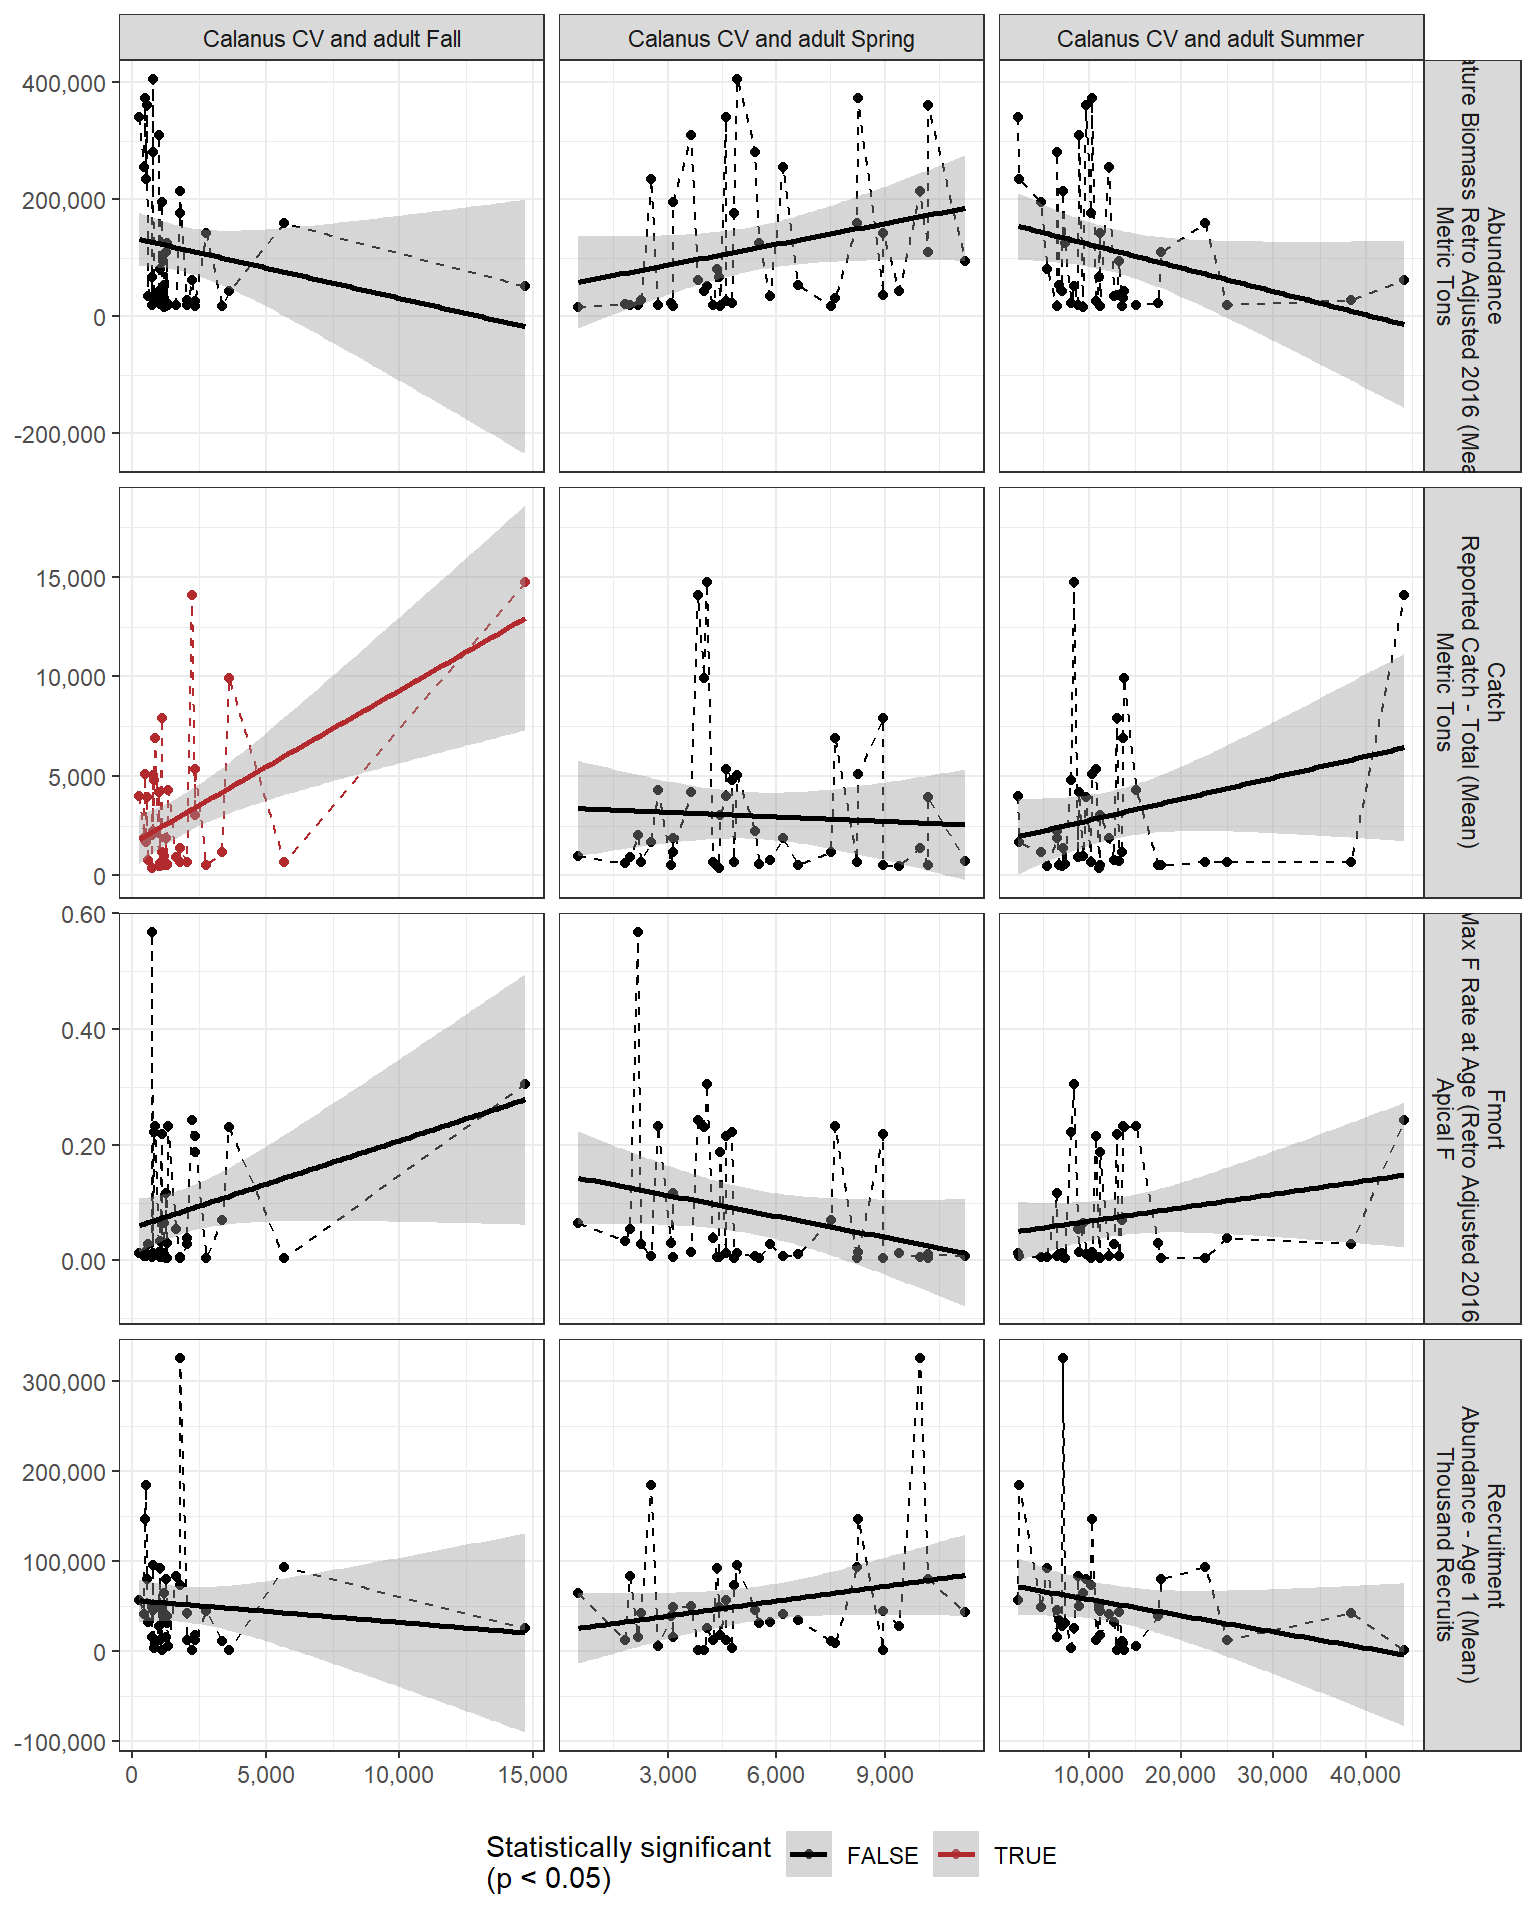 Calanus CV and adult Fall
Calanus CV and adult Spring
Calanus CV and adult Summer
400,000
200,000
0
-200,000
Abundance
Biomass Retro Adjusted 2016
Metric Tons
15,000
10,000
5,000
0
Catch
Reported Catch - Total (Mean)
Metric Tons
0.60
0.40
0.20
0.00
Fmort
Max F Rate at Age (Retro Adjusted 2016
Apical F
300,000
200,000
100,000
0
-100,000
Recruitment
Abundance - Age 1 (Mean)
Thousand Recruits
0
5,000
10,000
15,000
3,000
6,000
9,000
10,000
20,000
30,000
40,000
Statistically significant
(p < 0.05)
FALSE
TRUE